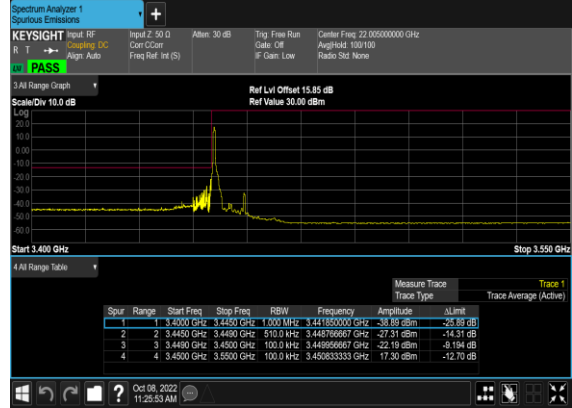 Spectrum Analyzer 1
Spurious Emissions
+
KEYSIGHT Input: RF Input Z: 50 Ω Atten: 30 dB Trig: Free Run Center Freq: 22.005000000 GHz
R T Coupling: DC Corr CCorr Gate: Off Avg|Hold: 100/100
Align: Auto Freq Ref: Int (S) IF Gain: Low Radio Std: None
PASS
3 All Range Graph
Ref Lvl Offset 15.85 dB
Scale/Div 10.0 dB Ref Value 30.00 dBm
Log
20.0
10.0
0.00
-10.0
-20.0
-30.0
-40.0
-50.0
-60.0
Start 3.400 GHz Stop 3.550 GHz
4 All Range Table
Measure Trace Trace 1
Trace Type Trace Average (Active)
Spur Range Start Freq Stop Freq RBW Frequency Amplitude ΔLimit
1 1 3.4000 GHz 3.4450 GHz 1.000 MHz 3.441850000 GHz -38.89 dBm -25.89 dB
2 2 3.4450 GHz 3.4490 GHz 510.0 kHz 3.448766667 GHz -27.31 dBm -14.31 dB
3 3 3.4490 GHz 3.4500 GHz 100.0 kHz 3.449956667 GHz -22.19 dBm -9.194 dB
4 4 3.4500 GHz 3.5500 GHz 100.0 kHz 3.450833333 GHz 17.30 dBm -12.70 dB
? Oct 08, 2022
11:25:53 AM